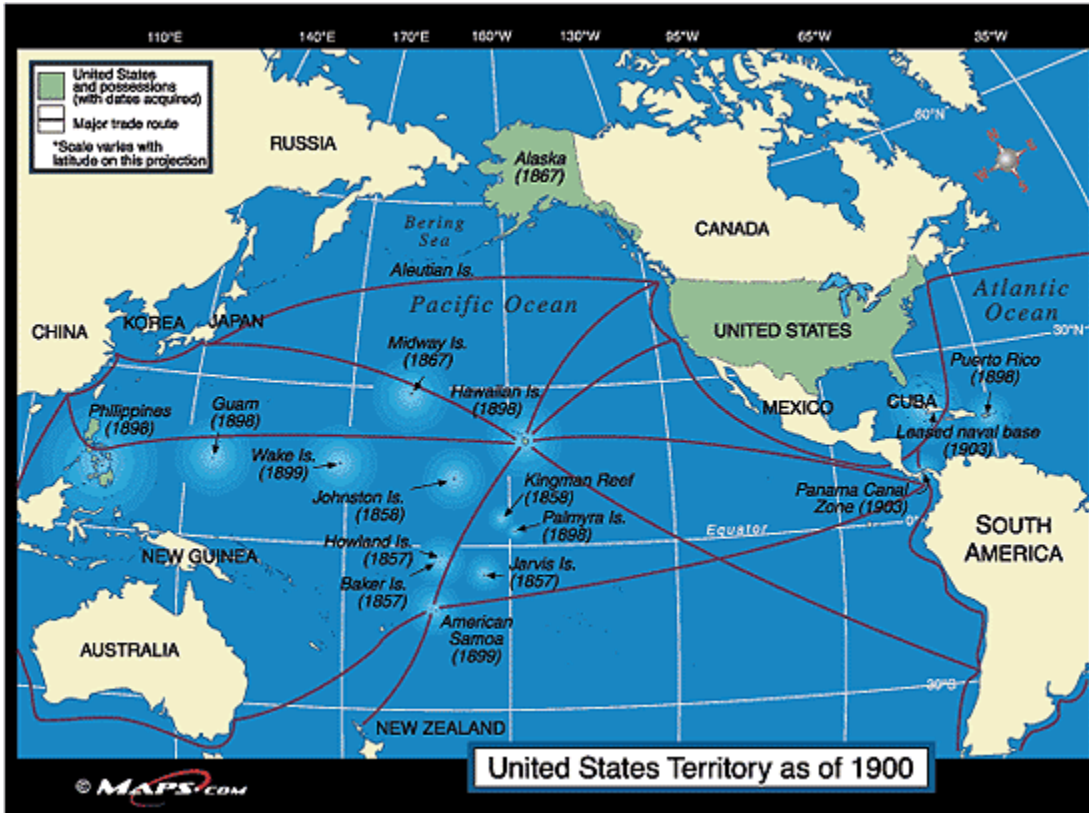 110°E 140°E 170°E 160°W 130°W 95°W 65°W 35°W
United States
and possessions
(with dates acquired)
Major trade route
*Scale varies with
latitude on this projection
RUSSIA
60°N
Alaska
(1867)
CANADA
Bering
Sea
Aleutian Is.
Pacific Ocean
Atlantic
Ocean
CHINA
KOREA
JAPAN
UNITED STATES
30°N
Midway Is.
(1867)
Puerto Rico
(1898)
Hawaiian Is.
(1898)
MEXICO
CUBA
Philippines
(1898)
Guam
(1898)
Leased naval base
(1903)
Wake Is.
(1899)
Johnston Is.
(1858)
Kingman Reef
(1858)
Panama Canal
Zone (1903)
Palmyra Is.
(1898)
Equator
0°
SOUTH
AMERICA
NEW GUINEA
Howland Is.
(1857)
Jarvis Is.
(1857)
Baker Is.
(1857)
American
Samoa
(1899)
AUSTRALIA
30°S
NEW ZEALAND
United States Territory as of 1900
© MAPS.COM